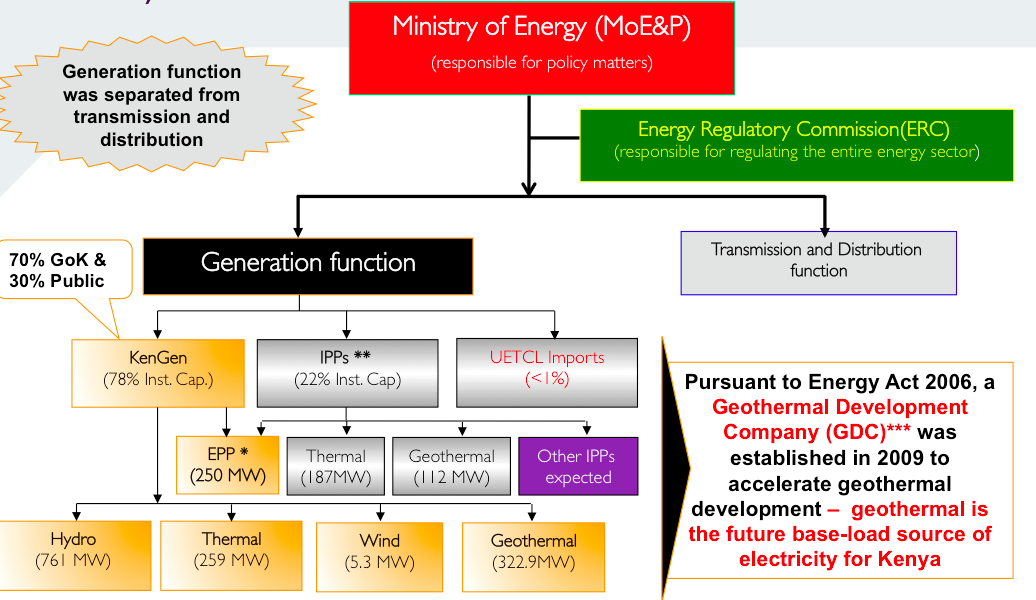 Ministry of Energy (MoE&P)
(responsible for policy matters)
Generation function
was separated from
transmission and
distribution
Energy Regulatory Commission(ERC)
(responsible for regulating the entire energy sector)
70% GoK &
30% Public
Generation function
Transmission and Distribution
function
KenGen
(78% Inst. Cap.)
IPPs **
(22% Inst. Cap)
UETCL Imports
(<1%)
EPP *
(250 MW)
Thermal
(187MW)
Geothermal
(112 MW)
Other IPPs
expected
Hydro
(761 MW)
Thermal
(259 MW)
Wind
(5.3 MW)
Geothermal
(322.9MW)
Pursuant to Energy Act 2006, a
Geothermal Development
Company (GDC)*** was
established in 2009 to
accelerate geothermal
development – geothermal is
the future base-load source of
electricity for Kenya